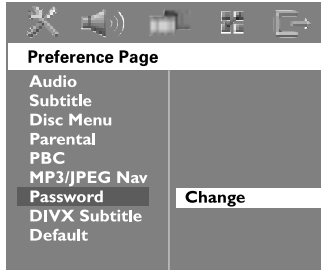 Preference Page
Audio
Subtitle
Disc Menu
Parental
PBC
MP3/JPEG Nav
Password Change
DIVX Subtitle
Default